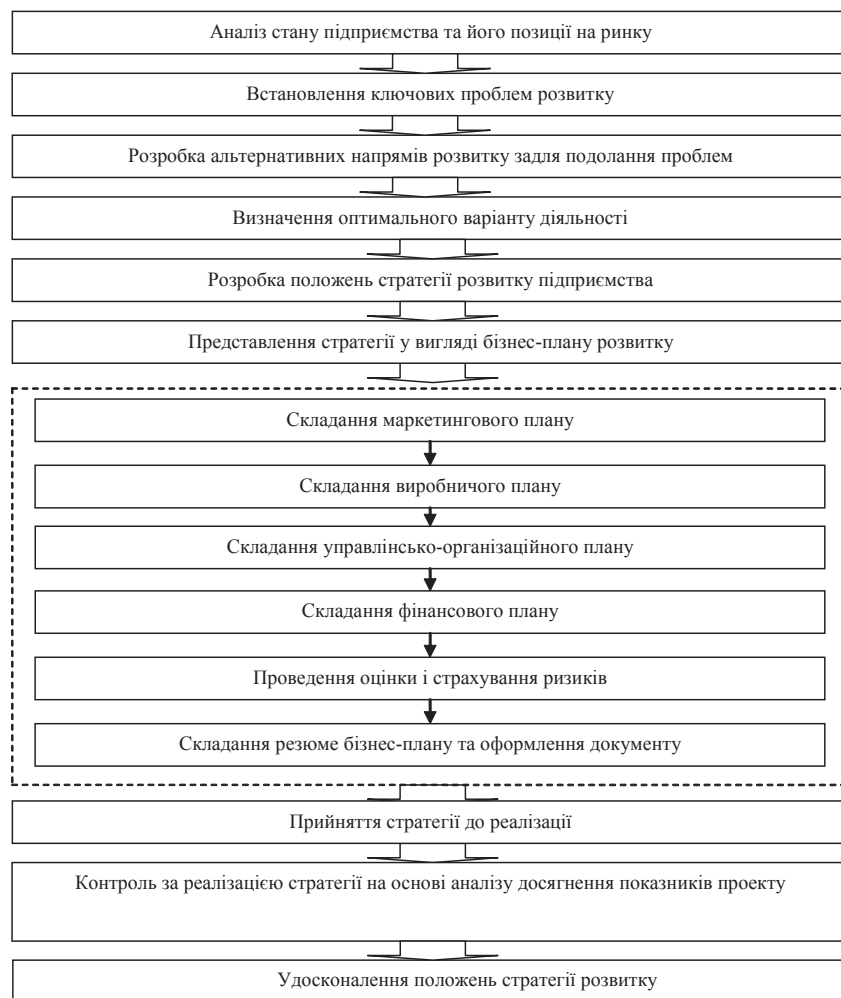 Аналіз стану підприємства та його позиції на ринку
Встановлення ключових проблем розвитку
Розробка альтернативних напрямів розвитку задля подолання проблем
Визначення оптимального варіанту діяльності
Розробка положень стратегії розвитку підприємства
Представлення стратегії у вигляді бізнес-плану розвитку
Складання маркетингового плану
Складання виробничого плану
Складання управлінсько-організаційного плану
Складання фінансового плану
Проведення оцінки і страхування ризиків
Складання резюме бізнес-плану та оформлення документу
Прийняття стратегії до реалізації
Контроль за реалізацією стратегії на основі аналізу досягнення показників проекту
Удосконалення положень стратегії розвитку